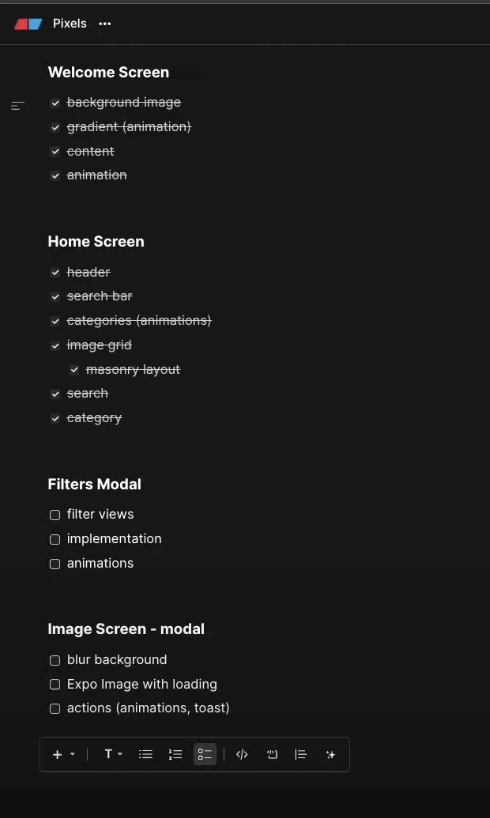 Pixels
Welcome Screen
background image
gradient (animation)
content
animation
Home Screen
header
search bar
categories (animations)
image grid
masonry layout
search
category
Filters Modal
filter views
implementation
animations
Image Screen - modal
blur background
Expo Image with loading
actions (animations, toast)
T